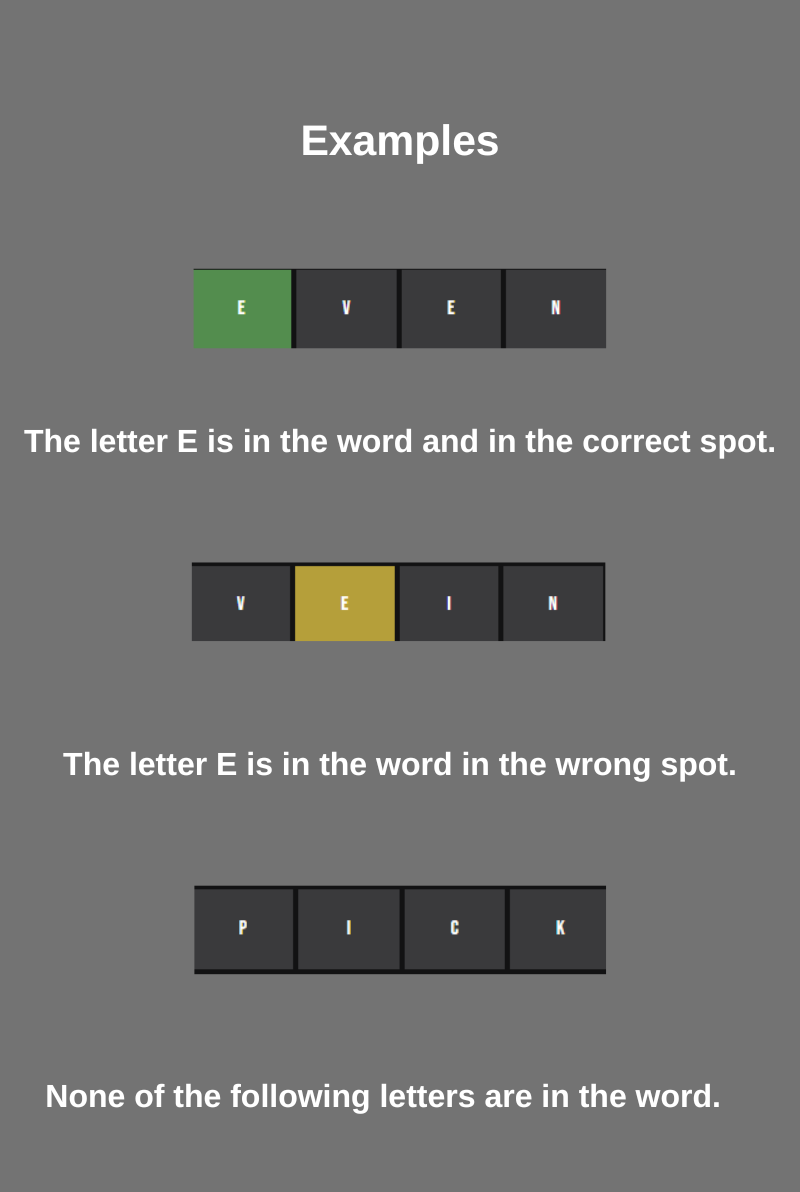 Examples
E V E N
The letter E is in the word and in the correct spot.
V E I N
The letter E is in the word in the wrong spot.
P I C K
None of the following letters are in the word.